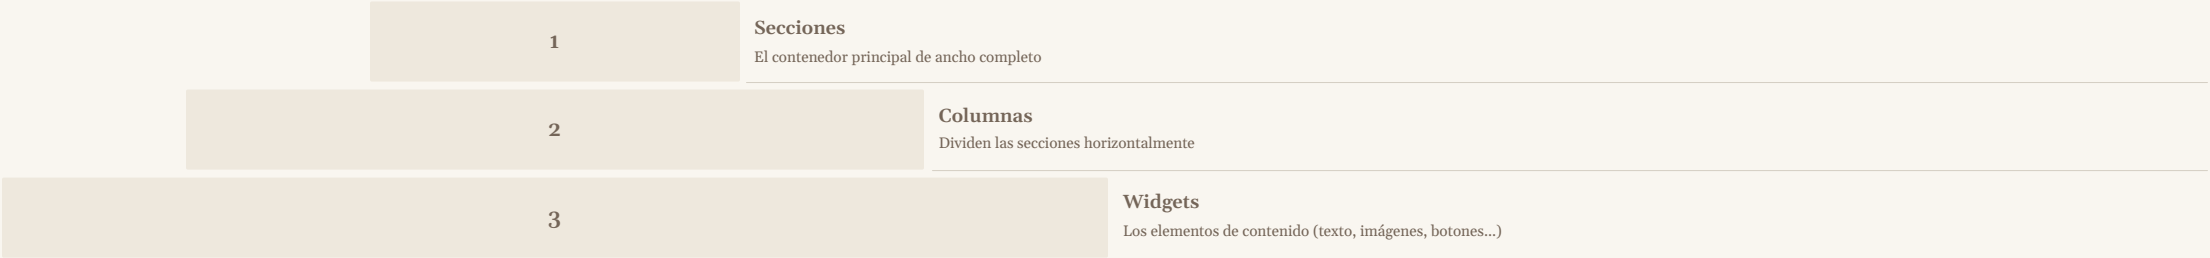 1
Secciones
El contenedor principal de ancho completo
2
Columnas
Dividen las secciones horizontalmente
3
Widgets
Los elementos de contenido (texto, imágenes, botones...)